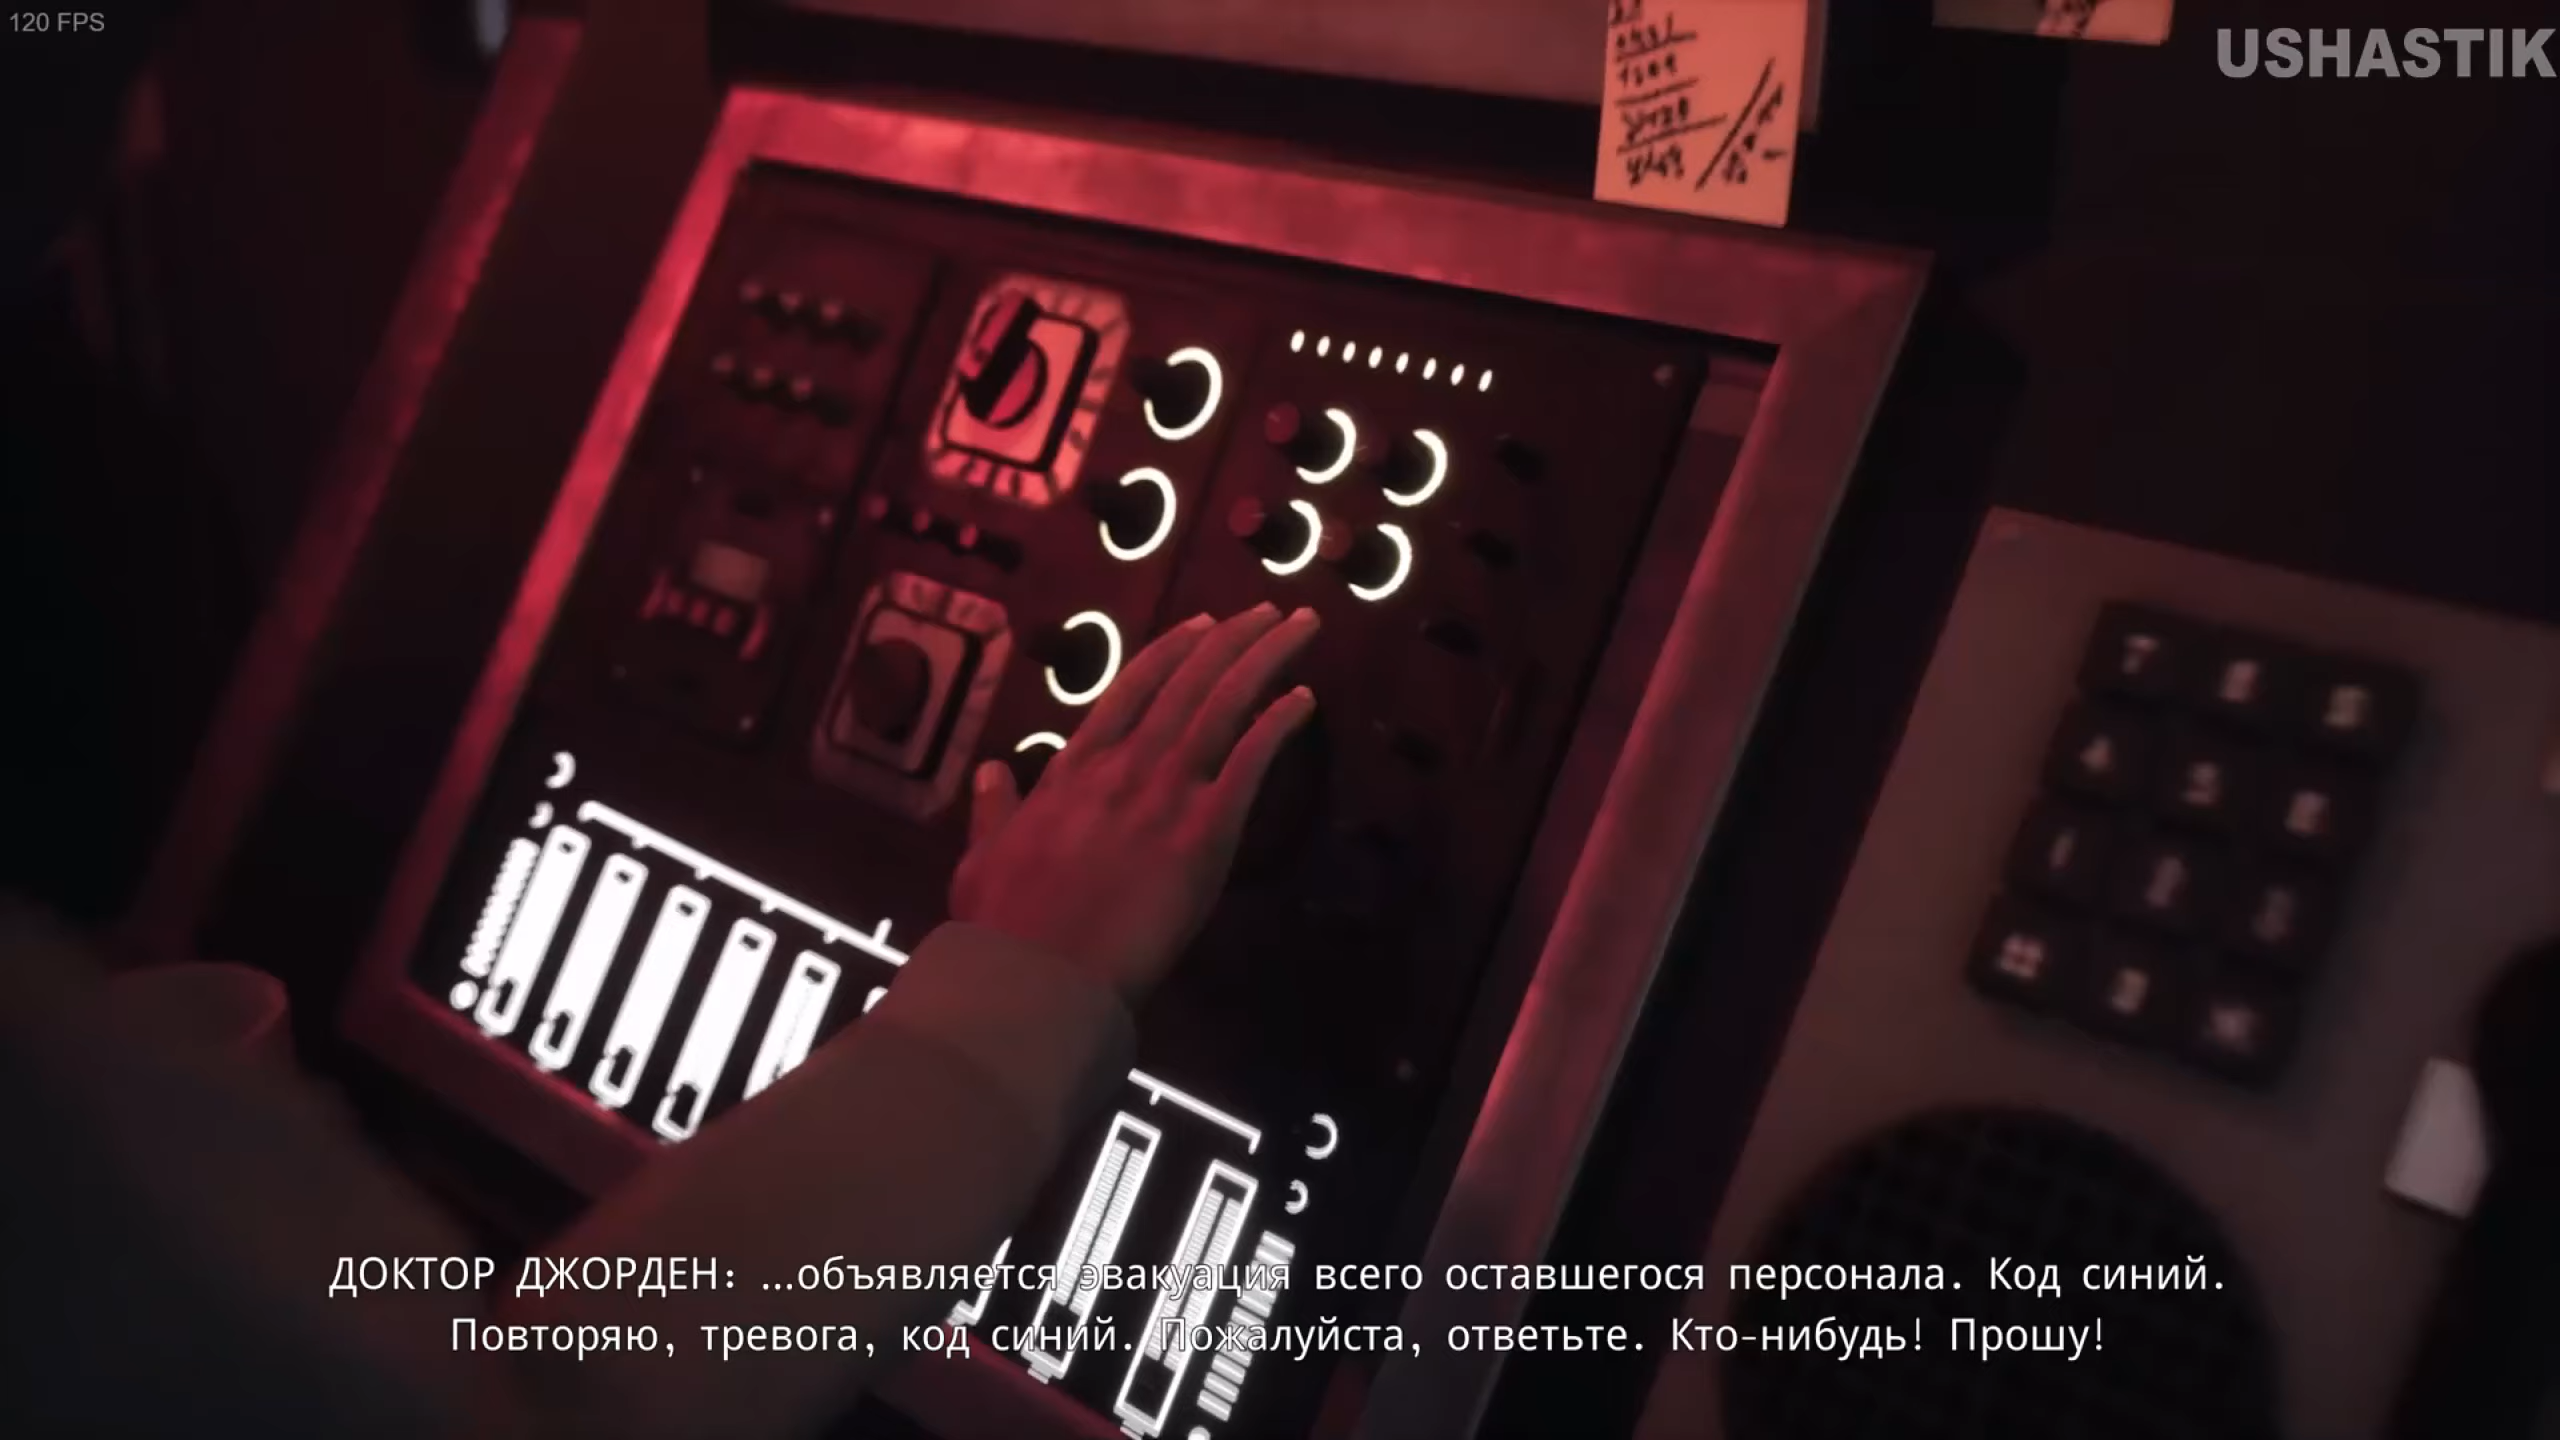 120 FPS
USHASTIK
ДОКТОР ДЖОРДЕН: ...объявляется эвакуация всего оставшегося персонала. Код синий.
Повторяю, тревога, код синий. Пожалуйста, ответьте. Кто-нибудь! Прошу!